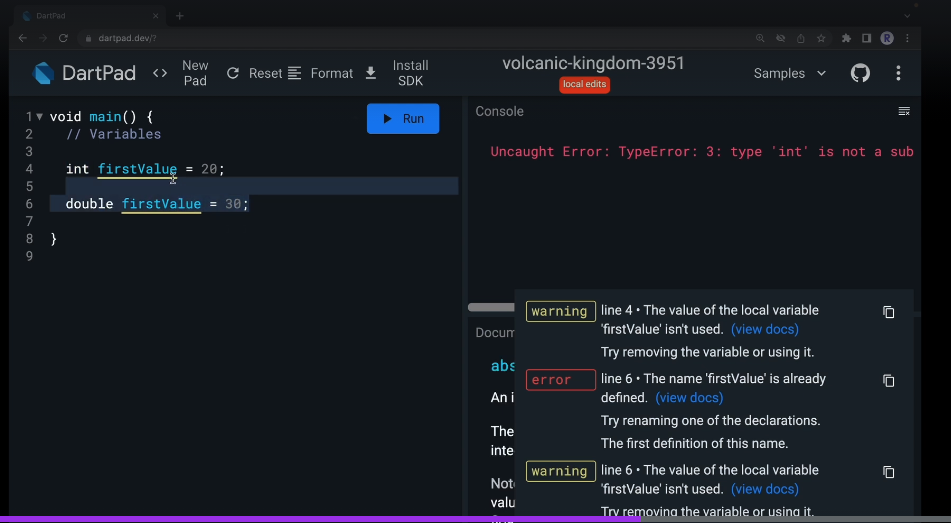 DartPad
dartpad.dev/?
R
DartPad
<> New Pad
Reset
Format
Install SDK
volcanic-kingdom-3951
local edits
Samples
1 void main() {
2 // Variables
3
4 int firstValue = 20;
5
6 double firstValue = 30;
7
8 }
9
Run
Console
Uncaught Error: TypeError: 3: type 'int' is not a sub
Docum
abs
An i
The
inte
Not
valu
warning line 4 • The value of the local variable
'firstValue' isn't used. (view docs)
Try removing the variable or using it.
error line 6 • The name 'firstValue' is already
defined. (view docs)
Try renaming one of the declarations.
The first definition of this name.
warning line 6 • The value of the local variable
'firstValue' isn't used. (view docs)
Try removing the variable or using it.